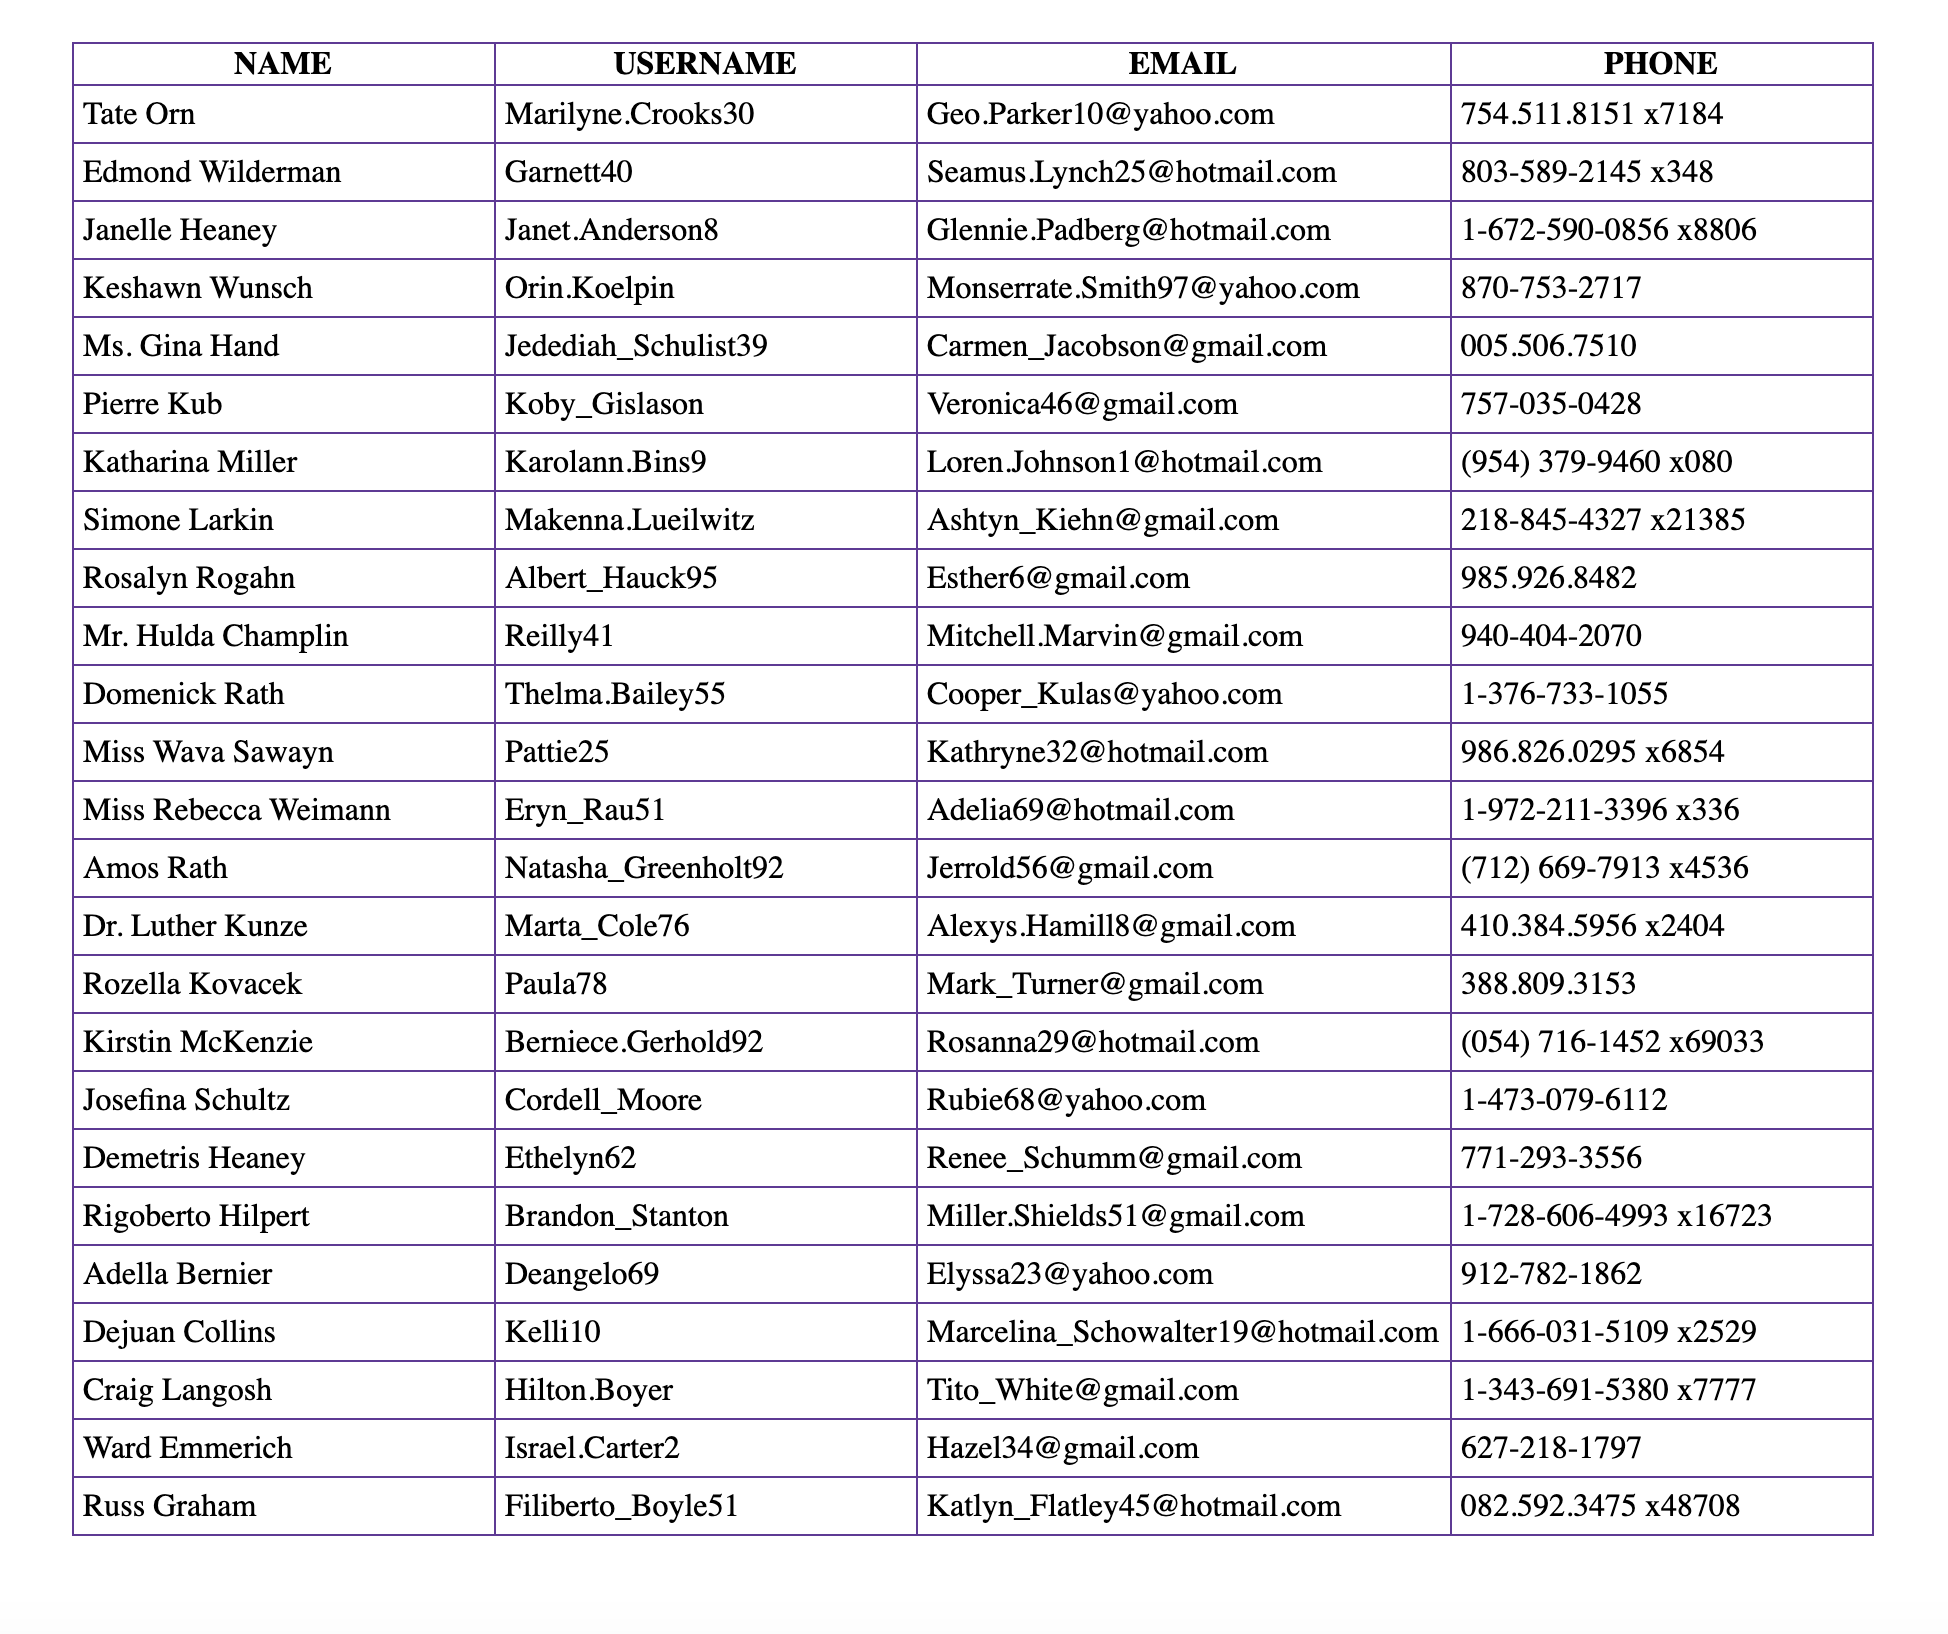 NAME USERNAME EMAIL PHONE
Tate Orn Marilyne.Crooks30 Geo.Parker10@yahoo.com 754.511.8151 x7184
Edmond Wilderman Garnett40 Seamus.Lynch25@hotmail.com 803-589-2145 x348
Janelle Heaney Janet.Anderson8 Glennie.Padberg@hotmail.com 1-672-590-0856 x8806
Keshawn Wunsch Orin.Koelpin Monserrate.Smith97@yahoo.com 870-753-2717
Ms. Gina Hand Jedediah_Schulist39 Carmen_Jacobson@gmail.com 005.506.7510
Pierre Kub Koby_Gislason Veronica46@gmail.com 757-035-0428
Katharina Miller Karolann.Bins9 Loren.Johnson1@hotmail.com (954) 379-9460 x080
Simone Larkin Makenna.Lueilwitz Ashtyn_Kiehn@gmail.com 218-845-4327 x21385
Rosalyn Rogahn Albert_Hauck95 Esther6@gmail.com 985.926.8482
Mr. Hulda Champlin Reilly41 Mitchell.Marvin@gmail.com 940-404-2070
Domenick Rath Thelma.Bailey55 Cooper_Kulas@yahoo.com 1-376-733-1055
Miss Wava Sawayn Pattie25 Kathryne32@hotmail.com 986.826.0295 x6854
Miss Rebecca Weimann Eryn_Rau51 Adelia69@hotmail.com 1-972-211-3396 x336
Amos Rath Natasha_Greenholt92 Jerrold56@gmail.com (712) 669-7913 x4536
Dr. Luther Kunze Marta_Cole76 Alexys.Hamill8@gmail.com 410.384.5956 x2404
Rozella Kovacek Paula78 Mark_Turner@gmail.com 388.809.3153
Kirstin McKenzie Berniece.Gerhold92 Rosanna29@hotmail.com (054) 716-1452 x69033
Josefina Schultz Cordell_Moore Rubie68@yahoo.com 1-473-079-6112
Demetris Heaney Ethelyn62 Renee_Schumm@gmail.com 771-293-3556
Rigoberto Hilpert Brandon_Stanton Miller.Shields51@gmail.com 1-728-606-4993 x16723
Adella Bernier Deangelo69 Elyssa23@yahoo.com 912-782-1862
Dejuan Collins Kelli10 Marcelina_Schowalter19@hotmail.com 1-666-031-5109 x2529
Craig Langosh Hilton.Boyer Tito_White@gmail.com 1-343-691-5380 x7777
Ward Emmerich Israel.Carter2 Hazel34@gmail.com 627-218-1797
Russ Graham Filiberto_Boyle51 Katlyn_Flatley45@hotmail.com 082.592.3475 x48708